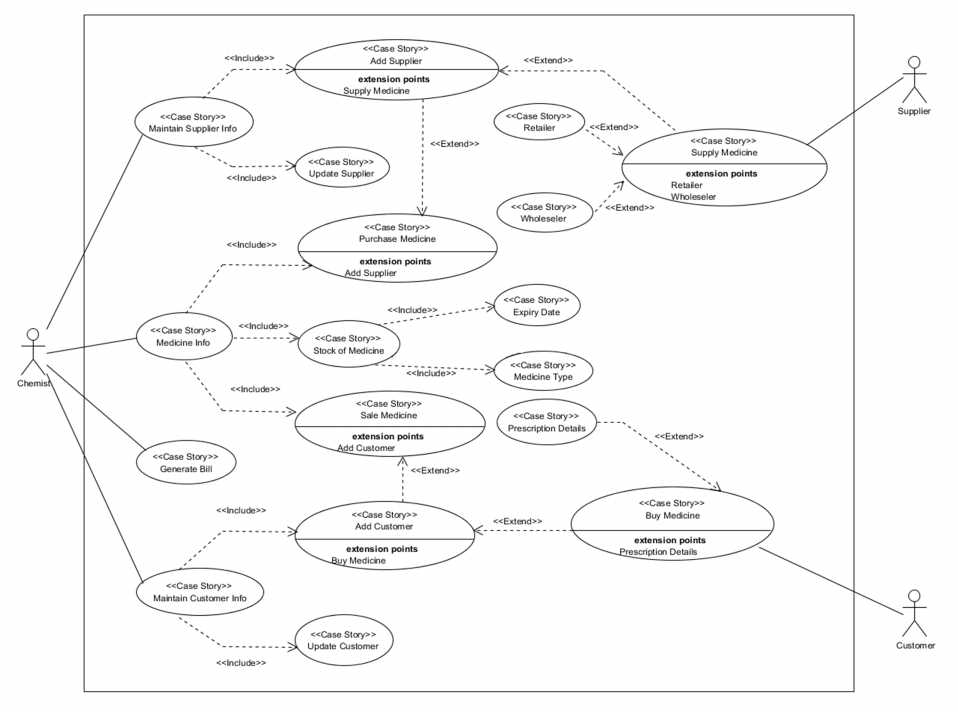 <<Case Story>>
Add Supplier
extension points
Supply Medicine
<<Include>>
<<Extend>>
Supplier
<<Case Story>>
Maintain Supplier Info
<<Case Story>>
Retailer
<<Extend>>
<<Case Story>>
Supply Medicine
extension points
Retailer
Wholeseler
<<Extend>>
<<Case Story>>
Update Supplier
<<Include>>
<<Case Story>>
Wholeseler
<<Extend>>
<<Case Story>>
Purchase Medicine
extension points
Add Supplier
<<Include>>
<<Case Story>>
Expiry Date
<<Include>>
<<Case Story>>
Medicine Info
<<Include>>
<<Case Story>>
Stock of Medicine
Chemist
<<Include>>
<<Case Story>>
Medicine Type
<<Include>>
<<Case Story>>
Sale Medicine
extension points
Add Customer
<<Case Story>>
Prescription Details
<<Extend>>
<<Case Story>>
Generate Bill
<<Extend>>
<<Include>>
<<Case Story>>
Add Customer
extension points
Buy Medicine
<<Extend>>
<<Case Story>>
Buy Medicine
extension points
Prescription Details
<<Case Story>>
Maintain Customer Info
<<Case Story>>
Update Customer
<<Include>>
Customer